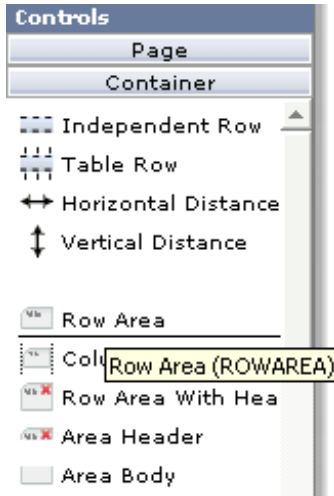 Controls
Page
Container
Independent Row
Table Row
Horizontal Distance
Vertical Distance
Row Area
Colu
Row Area (ROWAREA)
Row Area With Hea
Area Header
Area Body